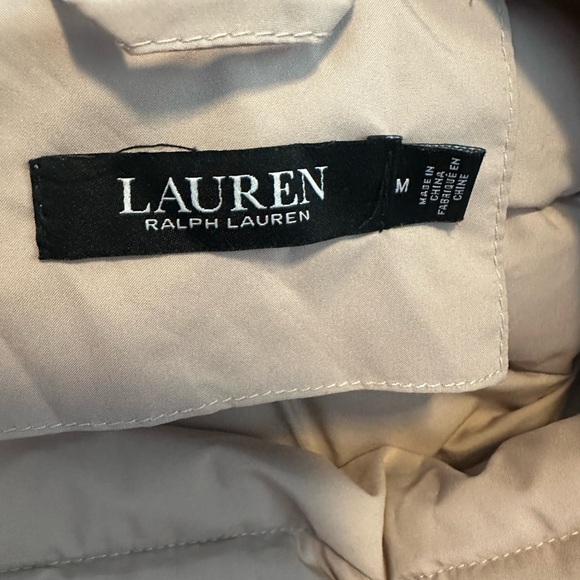 LAUREN
RALPH LAUREN
M
MADE IN
CHINA
FABRIQUÉ EN
CHINE